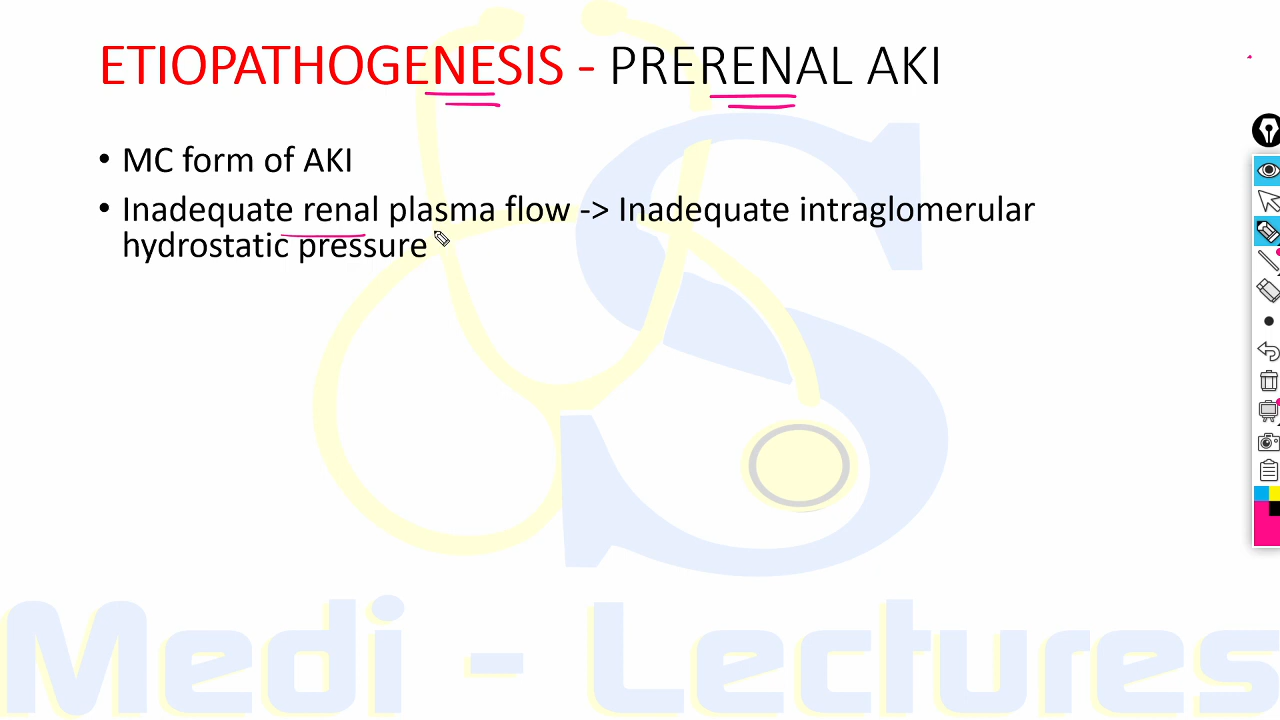 ETIOPATHOGENESIS - PRERENAL AKI
• MC form of AKI
• Inadequate renal plasma flow -> Inadequate intraglomerular
hydrostatic pressure
S
Medi - Lectures